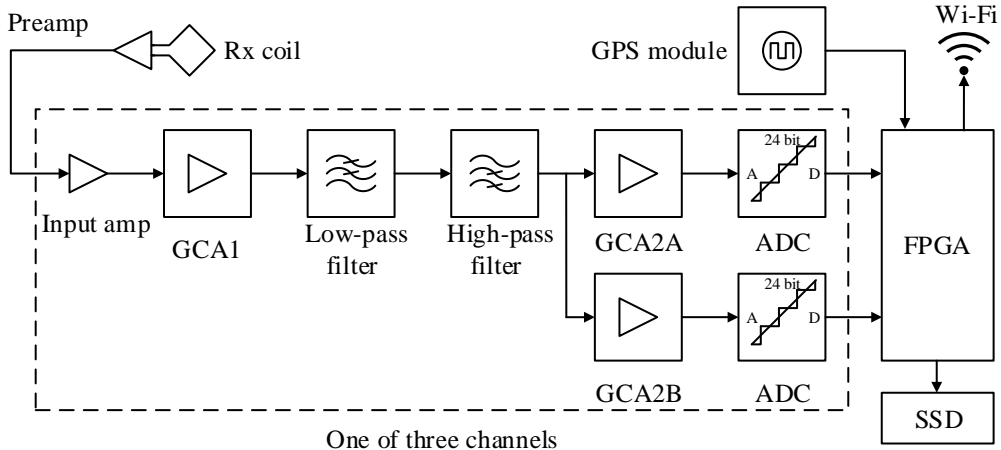 Preamp
Rx coil
GPS module
Wi-Fi
Input amp
GCA1
Low-pass
filter
High-pass
filter
GCA2A
24 bit
A
D
ADC
GCA2B
24 bit
A
D
ADC
FPGA
SSD
One of three channels